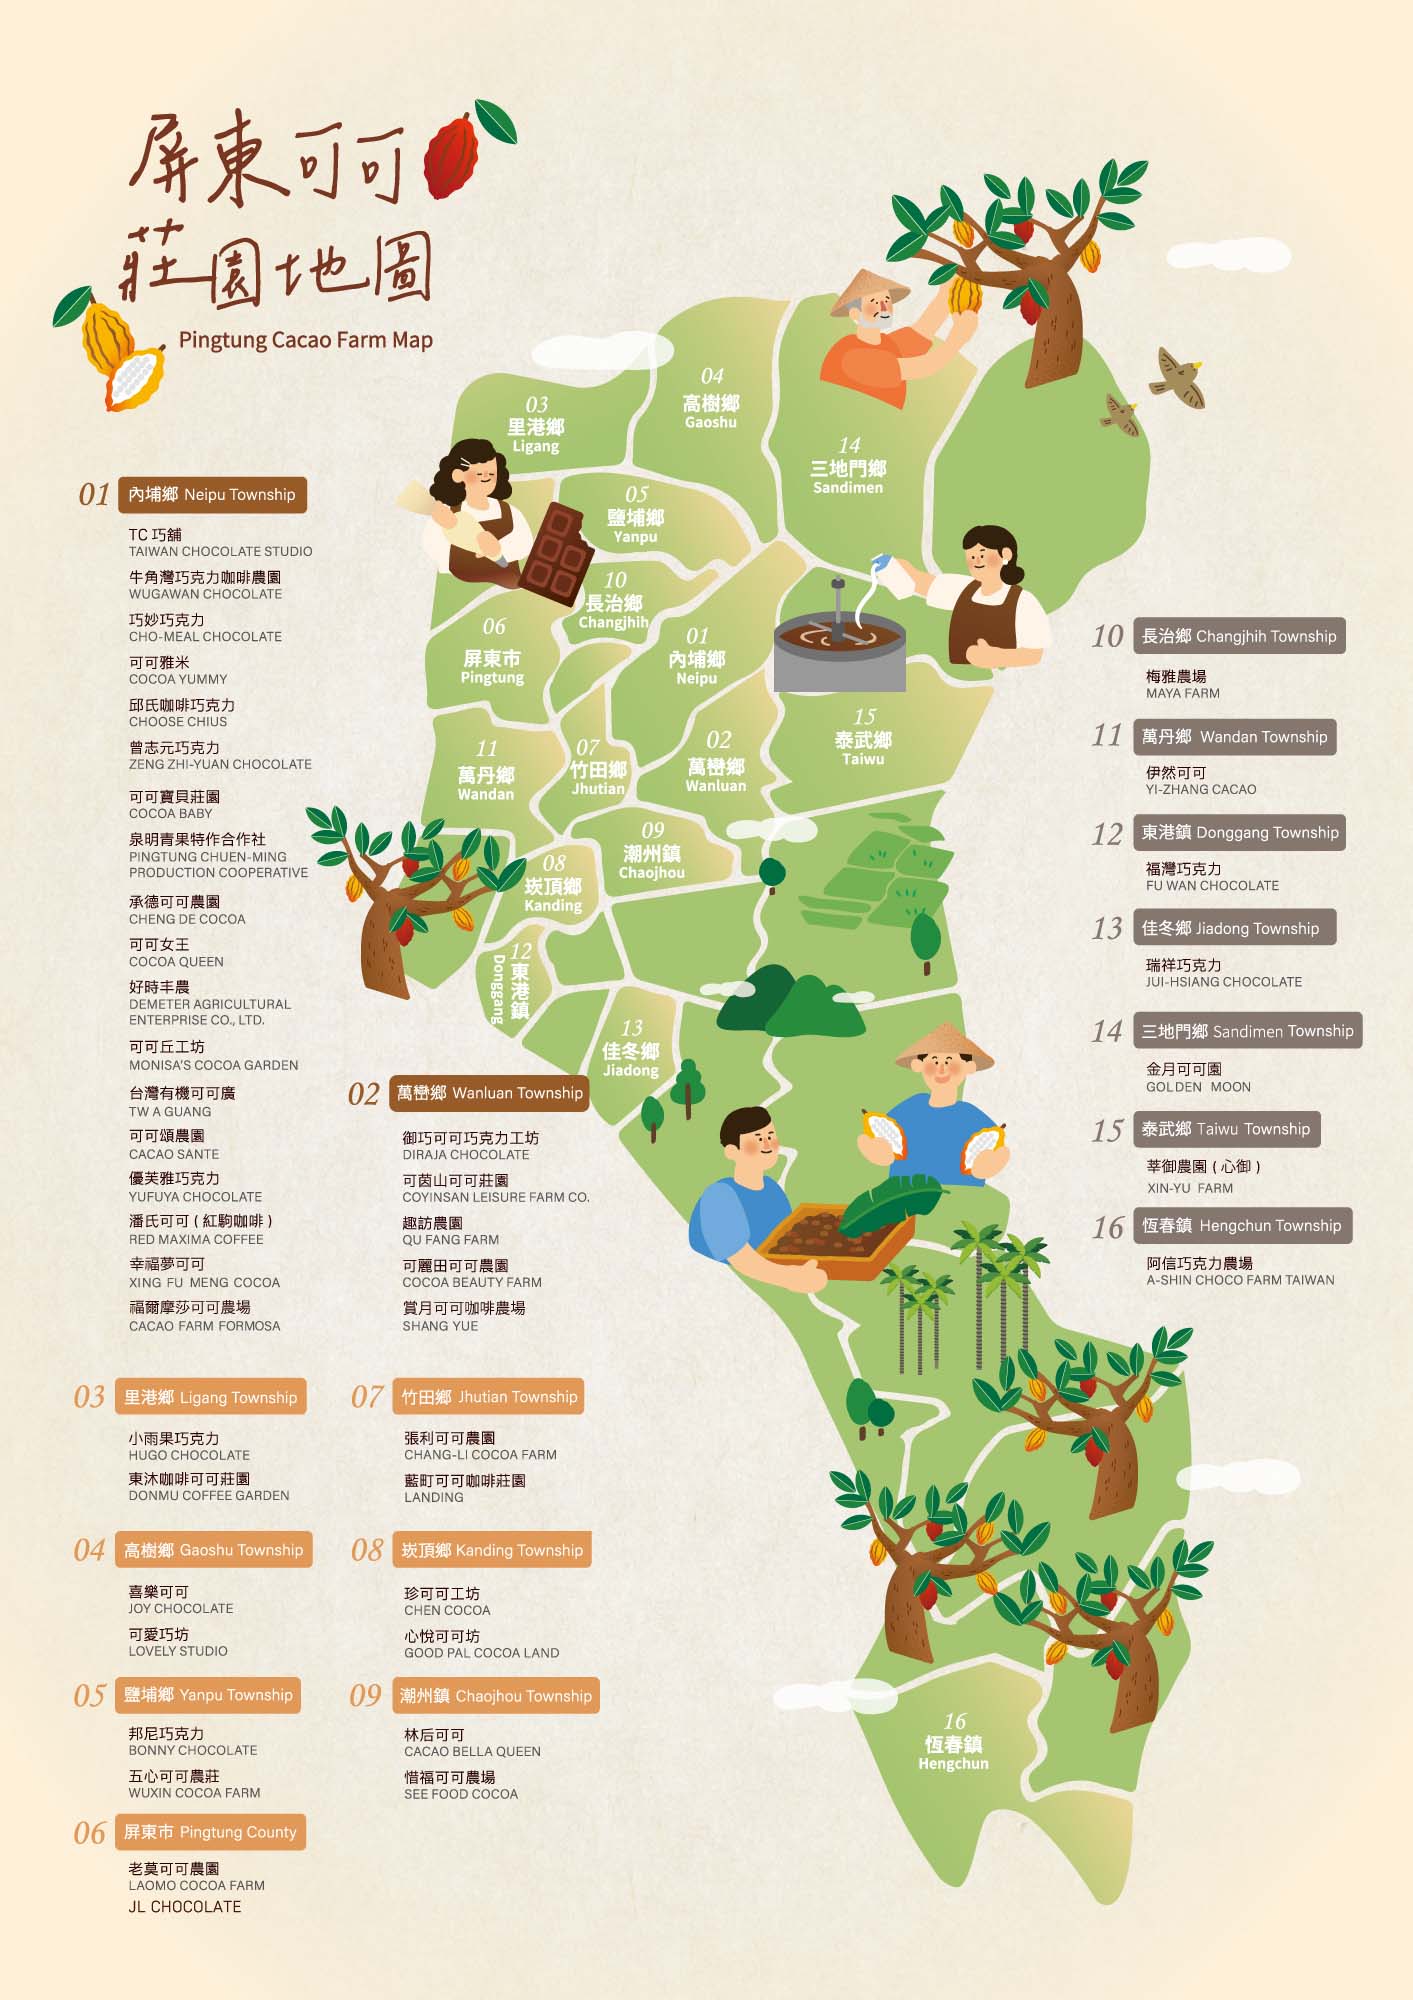 屏東可可
莊園地圖
Pingtung Cacao Farm Map
01 內埔鄉 Neipu Township
TC 巧舖
TAIWAN CHOCOLATE STUDIO
牛角灣巧克力咖啡農園
WUGAWAN CHOCOLATE
巧妙巧克力
CHO-MEAL CHOCOLATE
可可雅米
COCOA YUMMY
邱氏咖啡巧克力
CHOOSE CHIUS
曾志元巧克力
ZENG ZHI-YUAN CHOCOLATE
可可寶貝莊園
COCOA BABY
泉明青果特作合作社
PINGTUNG CHUEN-MING
PRODUCTION COOPERATIVE
承德可可農園
CHENG DE COCOA
可可女王
COCOA QUEEN
好時丰農
DEMETER AGRICULTURAL
ENTERPRISE CO., LTD.
可可丘工坊
MONISA'S COCOA GARDEN
台灣有機可可廣
TW A GUANG
可可頌農園
CACAO SANTE
優芙雅巧克力
YUFUYA CHOCOLATE
潘氏可可 ( 紅駒咖啡 )
RED MAXIMA COFFEE
幸福夢可可
XING FU MENG COCOA
福爾摩莎可可農場
CACAO FARM FORMOSA
02 萬巒鄉 Wanluan Township
御巧可可巧克力工坊
DIRAJA CHOCOLATE
可茵山可可莊園
COYINSAN LEISURE FARM CO.
趣訪農園
QU FANG FARM
可麗田可可農園
COCOA BEAUTY FARM
賞月可可咖啡農場
SHANG YUE
03 里港鄉 Ligang Township
小雨果巧克力
HUGO CHOCOLATE
東沐咖啡可可莊園
DONMU COFFEE GARDEN
04 高樹鄉 Gaoshu Township
喜樂可可
JOY CHOCOLATE
可愛巧坊
LOVELY STUDIO
05 鹽埔鄉 Yanpu Township
邦尼巧克力
BONNY CHOCOLATE
五心可可農莊
WUXIN COCOA FARM
06 屏東市 Pingtung County
老莫可可農園
LAOMO COCOA FARM
JL CHOCOLATE
07 竹田鄉 Jhutian Township
張利可可農園
CHANG-LI COCOA FARM
藍町可可咖啡莊園
LANDING
08 崁頂鄉 Kanding Township
珍可可工坊
CHEN COCOA
心悅可可坊
GOOD PAL COCOA LAND
09 潮州鎮 Chaojhou Township
林后可可
CACAO BELLA QUEEN
惜福可可農場
SEE FOOD COCOA
10 長治鄉 Changjhih Township
梅雅農場
MAYA FARM
11 萬丹鄉 Wandan Township
伊然可可
YI-ZHANG CACAO
12 東港鎮 Donggang Township
福灣巧克力
FU WAN CHOCOLATE
13 佳冬鄉 Jiadong Township
瑞祥巧克力
JUI-HSIANG CHOCOLATE
14 三地門鄉 Sandimen Township
金月可可園
GOLDEN MOON
15 泰武鄉 Taiwu Township
莘御農園 ( 心御 )
XIN-YU FARM
16 恆春鎮 Hengchun Township
阿信巧克力農場
A-SHIN CHOCO FARM TAIWAN
03
里港鄉
Ligang
04
高樹鄉
Gaoshu
14
三地門鄉
Sandimen
05
鹽埔鄉
Yanpu
10
長治鄉
Changjhih
06
屏東市
Pingtung
01
內埔鄉
Neipu
15
泰武鄉
Taiwu
11
萬丹鄉
Wandan
07
竹田鄉
Jhutian
02
萬巒鄉
Wanluan
09
潮州鎮
Chaojhou
08
崁頂鄉
Kanding
12
東港鎮
Donggang
13
佳冬鄉
Jiadong
16
恆春鎮
Hengchun